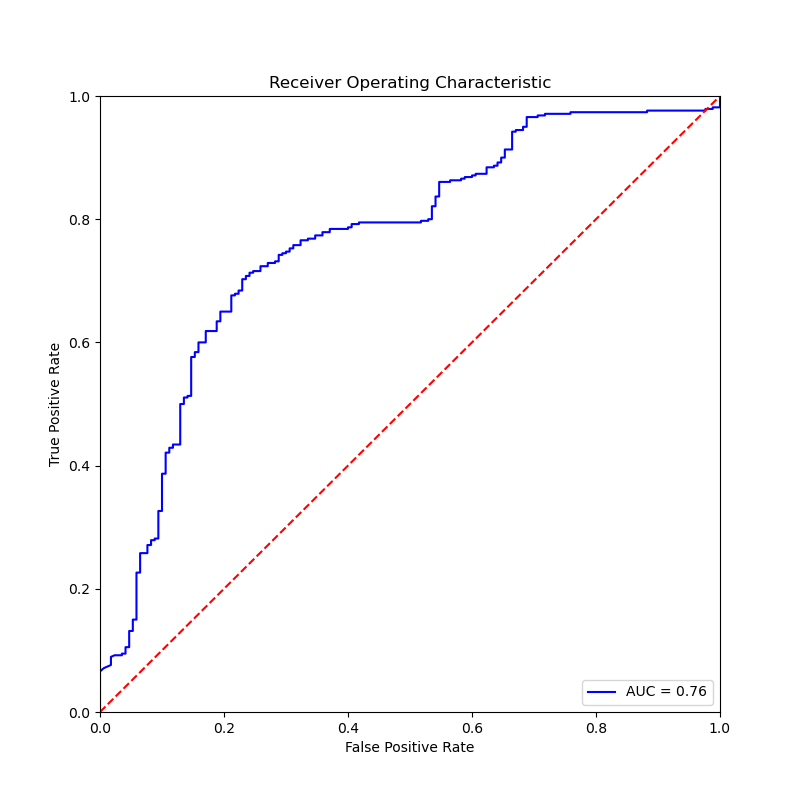 Receiver Operating Characteristic
1.0
0.8
0.6
0.4
0.2
0.0
True Positive Rate
AUC = 0.76
0.0 0.2 0.4 0.6 0.8 1.0
False Positive Rate